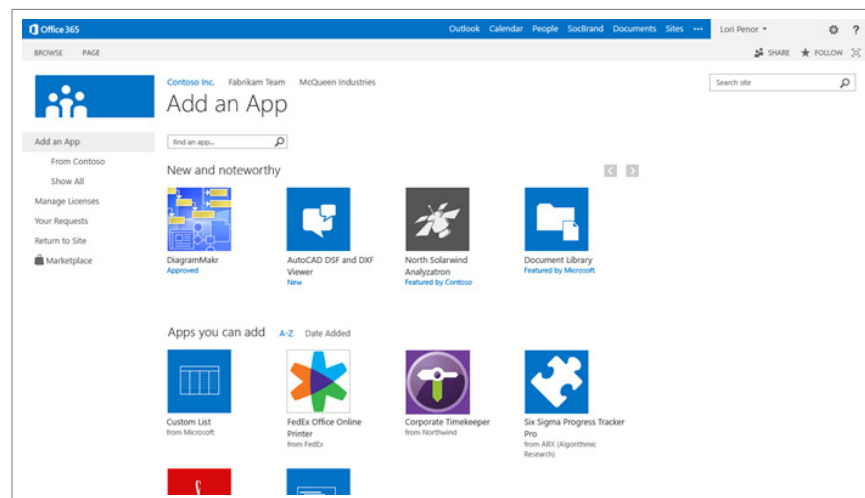 Office 365
Outlook Calendar People SocBrand Documents Sites ••• Lori Penor ?
BROWSE PAGE
SHARE FOLLOW
Contoso Inc. Fabrikam Team McQueen Industries
Search site
Add an App
Add an App
find an app...
From Contoso
Show All
New and noteworthy
Manage Licenses
Your Requests
Return to Site
Marketplace
DiagramMakr
Approved
AutoCAD DSF and DXF
Viewer
New
North Solarwind
Analyzatron
Featured by Contoso
Document Library
Featured by Microsoft
Apps you can add A-Z Date Added
Custom List
from Microsoft
FedEx Office Online
Printer
from FedEx
Corporate Timekeeper
from Northwind
Six Sigma Progress Tracker
Pro
from ARX (Algorithmic
Research)